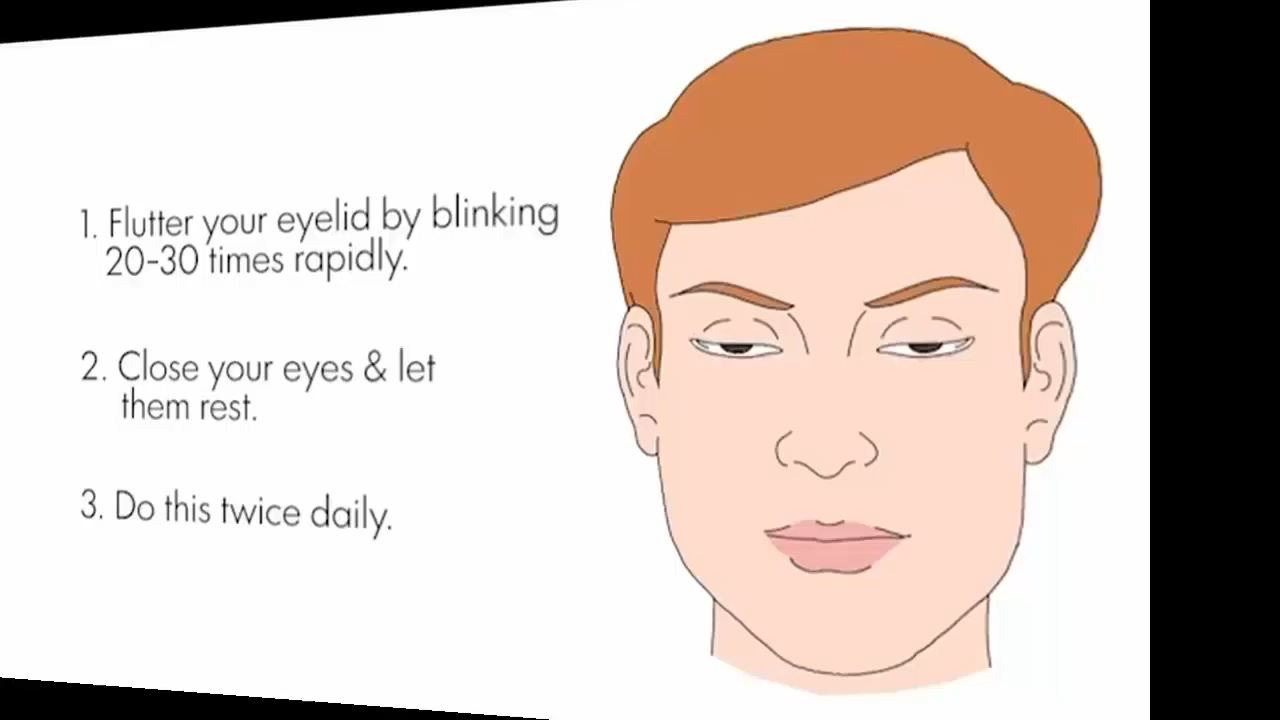 1. Flutter your eyelid by blinking
20-30 times rapidly.
2. Close your eyes & let
them rest.
3. Do this twice daily.